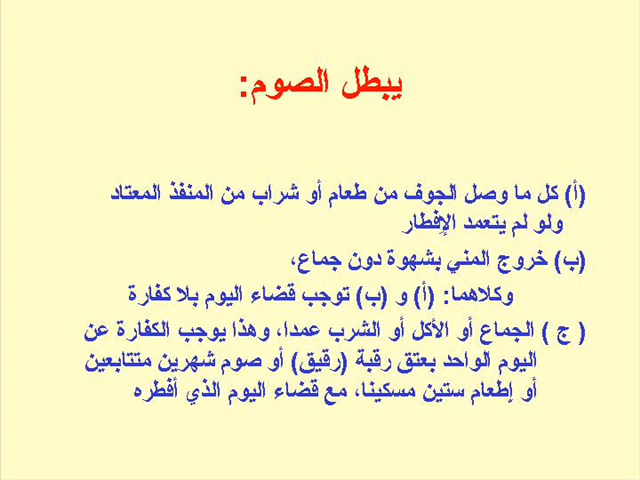 يبطل الصوم:
(أ) كل ما وصل الجوف من طعام أو شراب من المنفذ المعتاد
ولو لم يتعمد الإفطار
(ب) خروج المني بشهوة دون جماع،
وكلاهما: (أ) و (ب) توجب قضاء اليوم بلا كفارة
( ج ) الجماع أو الأكل أو الشرب عمدا، وهذا يوجب الكفارة عن
اليوم الواحد بعتق رقبة (رقيق) أو صوم شهرين متتابعين
أو إطعام ستين مسكينا، مع قضاء اليوم الذي أفطره